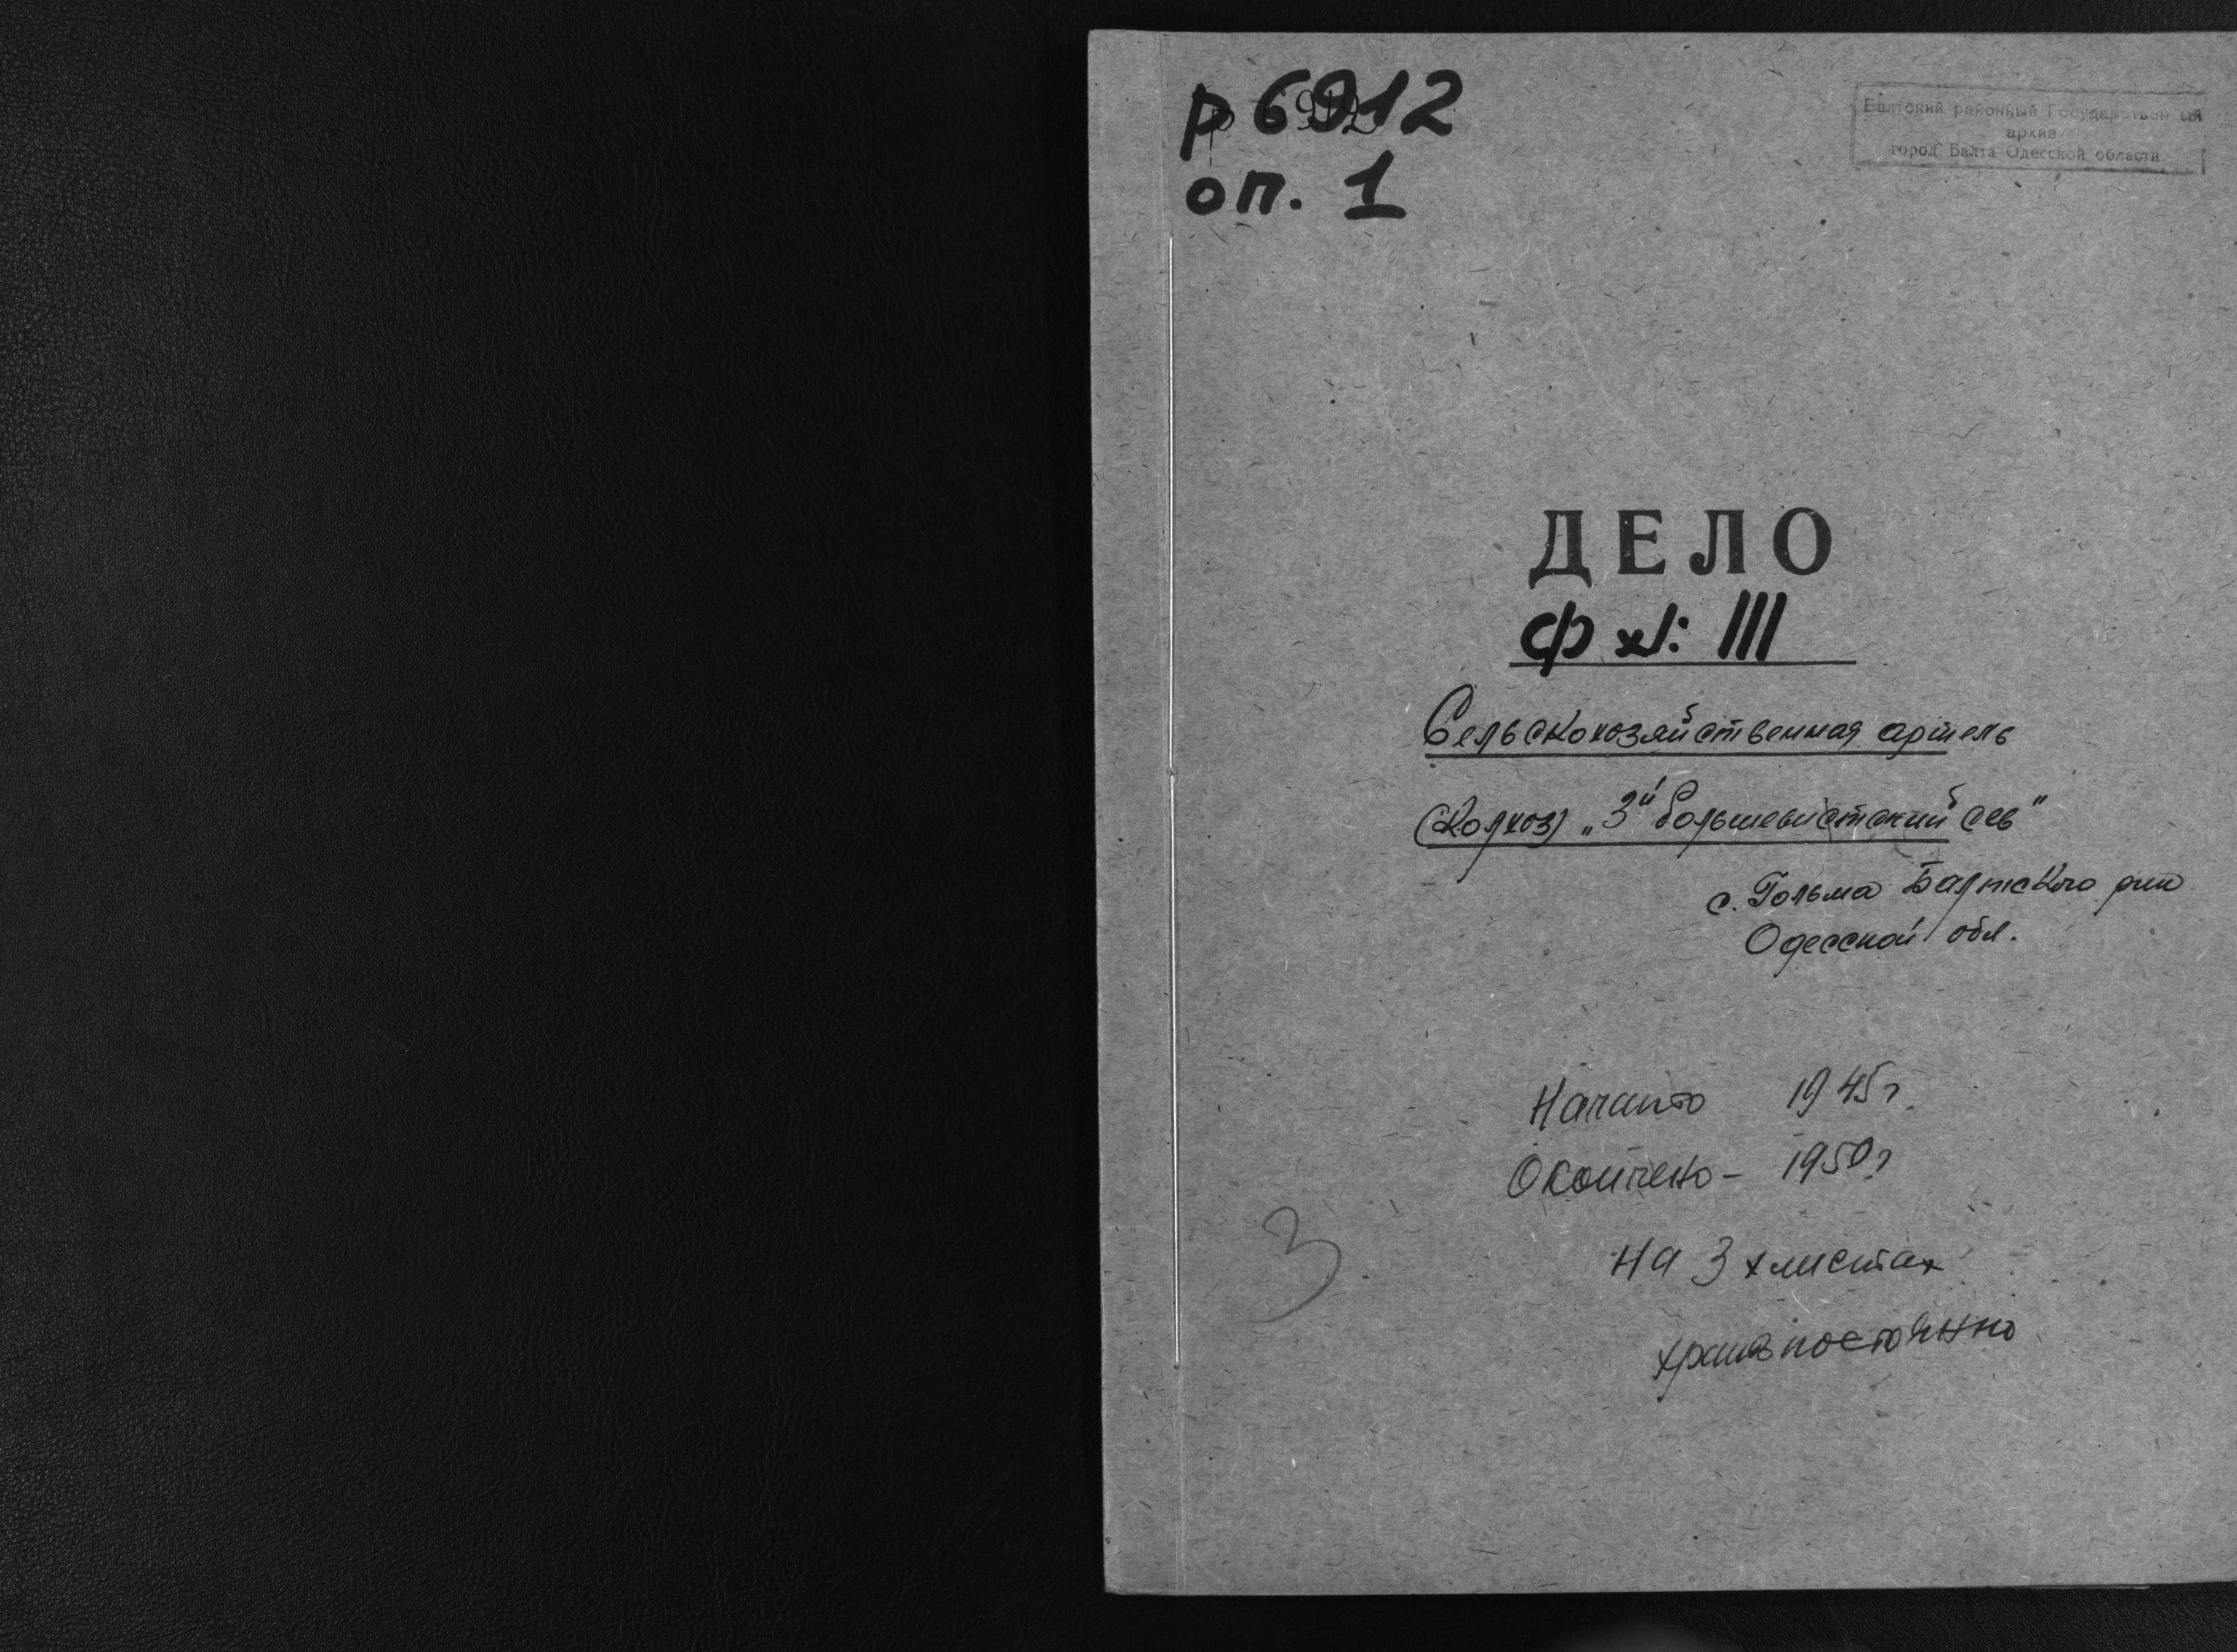 р 6912
оп. 1
Балтский районный Государственный
архив
город Балта Одесской области
ДЕЛО
Ф №: 111
Сельскохозяйственная артель
(Колхоз) „3й большевистский сев"
с. Гольма Балтского р-на
Одесской обл.
Начато 1945 г.
Окончено - 1950 г.
на 3х листах
хранить постоянно
3